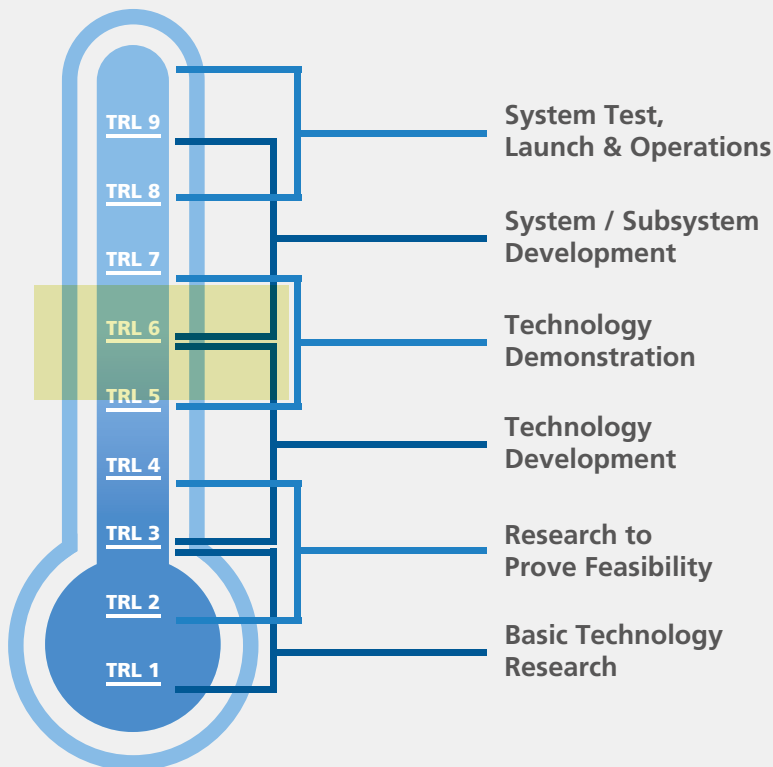 TRL 9
TRL 8
TRL 7
TRL 6
TRL 5
TRL 4
TRL 3
TRL 2
TRL 1
System Test,
Launch & Operations
System / Subsystem
Development
Technology
Demonstration
Technology
Development
Research to
Prove Feasibility
Basic Technology
Research